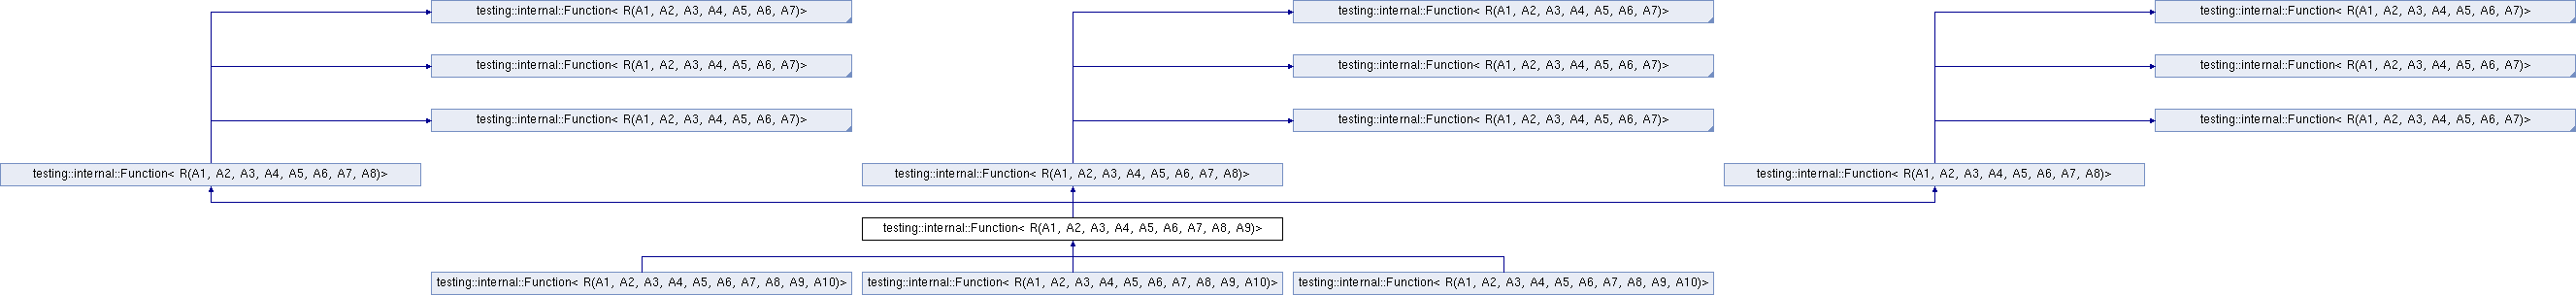 testing::internal::Function< R(A1, A2, A3, A4, A5, A6, A7)>
testing::internal::Function< R(A1, A2, A3, A4, A5, A6, A7)>
testing::internal::Function< R(A1, A2, A3, A4, A5, A6, A7)>
testing::internal::Function< R(A1, A2, A3, A4, A5, A6, A7)>
testing::internal::Function< R(A1, A2, A3, A4, A5, A6, A7)>
testing::internal::Function< R(A1, A2, A3, A4, A5, A6, A7)>
testing::internal::Function< R(A1, A2, A3, A4, A5, A6, A7)>
testing::internal::Function< R(A1, A2, A3, A4, A5, A6, A7)>
testing::internal::Function< R(A1, A2, A3, A4, A5, A6, A7)>
testing::internal::Function< R(A1, A2, A3, A4, A5, A6, A7, A8)>
testing::internal::Function< R(A1, A2, A3, A4, A5, A6, A7, A8)>
testing::internal::Function< R(A1, A2, A3, A4, A5, A6, A7, A8)>
testing::internal::Function< R(A1, A2, A3, A4, A5, A6, A7, A8, A9)>
testing::internal::Function< R(A1, A2, A3, A4, A5, A6, A7, A8, A9, A10)>
testing::internal::Function< R(A1, A2, A3, A4, A5, A6, A7, A8, A9, A10)>
testing::internal::Function< R(A1, A2, A3, A4, A5, A6, A7, A8, A9, A10)>